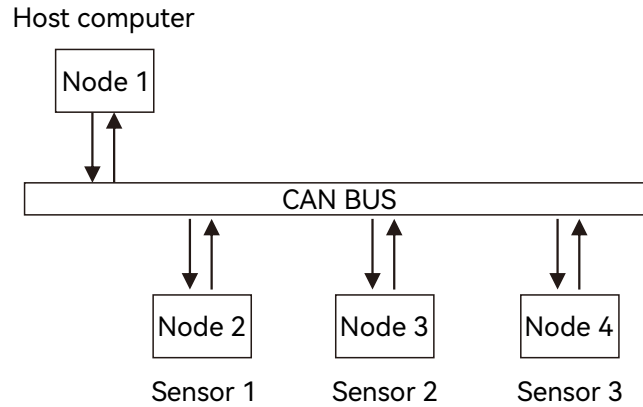 Host computer
Node 1
CAN BUS
Node 2
Node 3
Node 4
Sensor 1
Sensor 2
Sensor 3